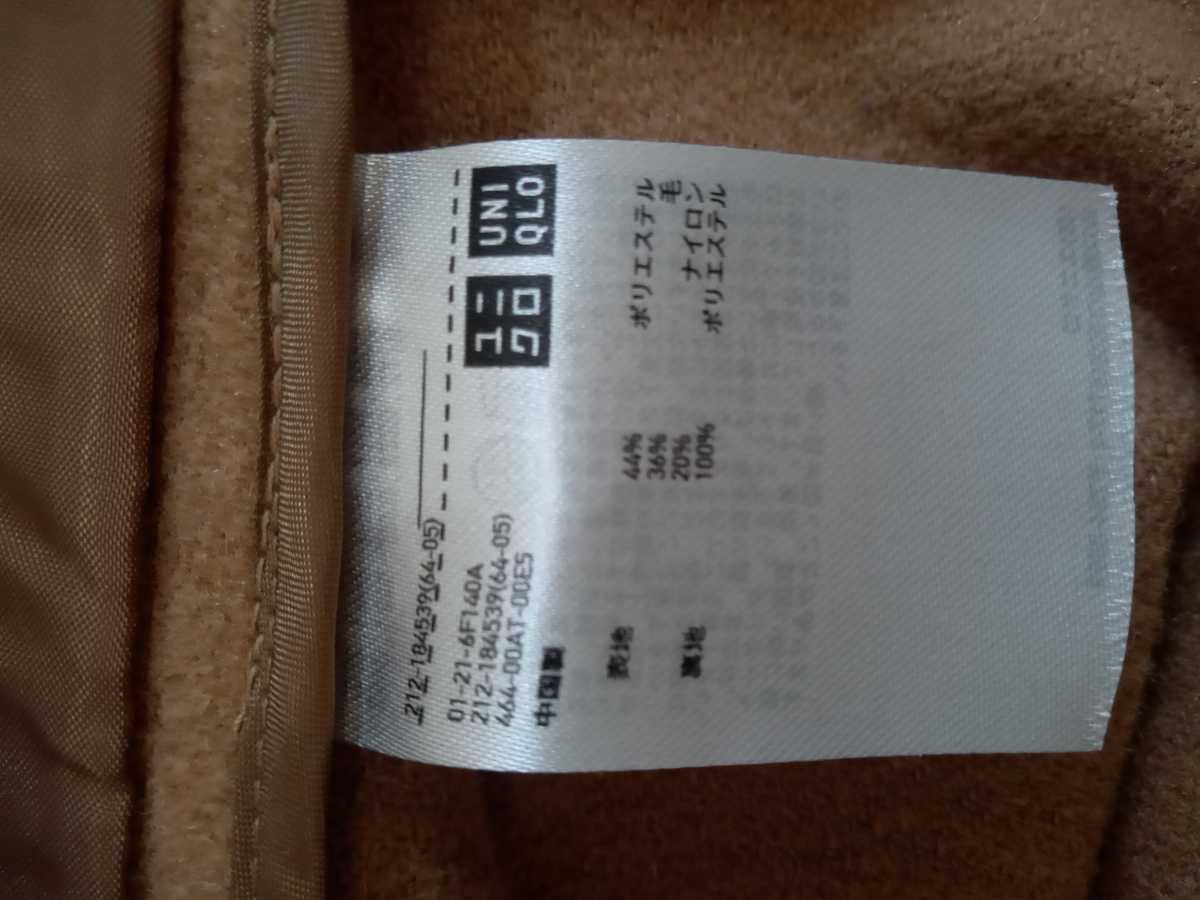 212-184539(64-05)
ユニ
クロ
UNI
QLO
01-21-6F140A
212-184539(64-05)
464-00AT-00E5
中国製
表地 44% ポリエステル
36% 毛
20% ナイロン
裏地 100% ポリエステル